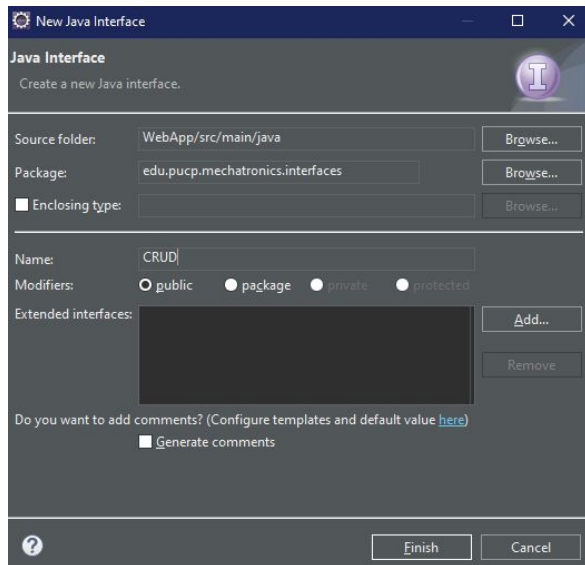 New Java Interface
Java Interface
Create a new Java interface.
I
Source folder: WebApp/src/main/java Browse...
Package: edu.pucp.mechatronics.interfaces Browse...
Enclosing type: Browse...
Name: CRUD
Modifiers: public package private protected
Extended interfaces: Add...
Remove
Do you want to add comments? (Configure templates and default value here)
Generate comments
? Finish Cancel